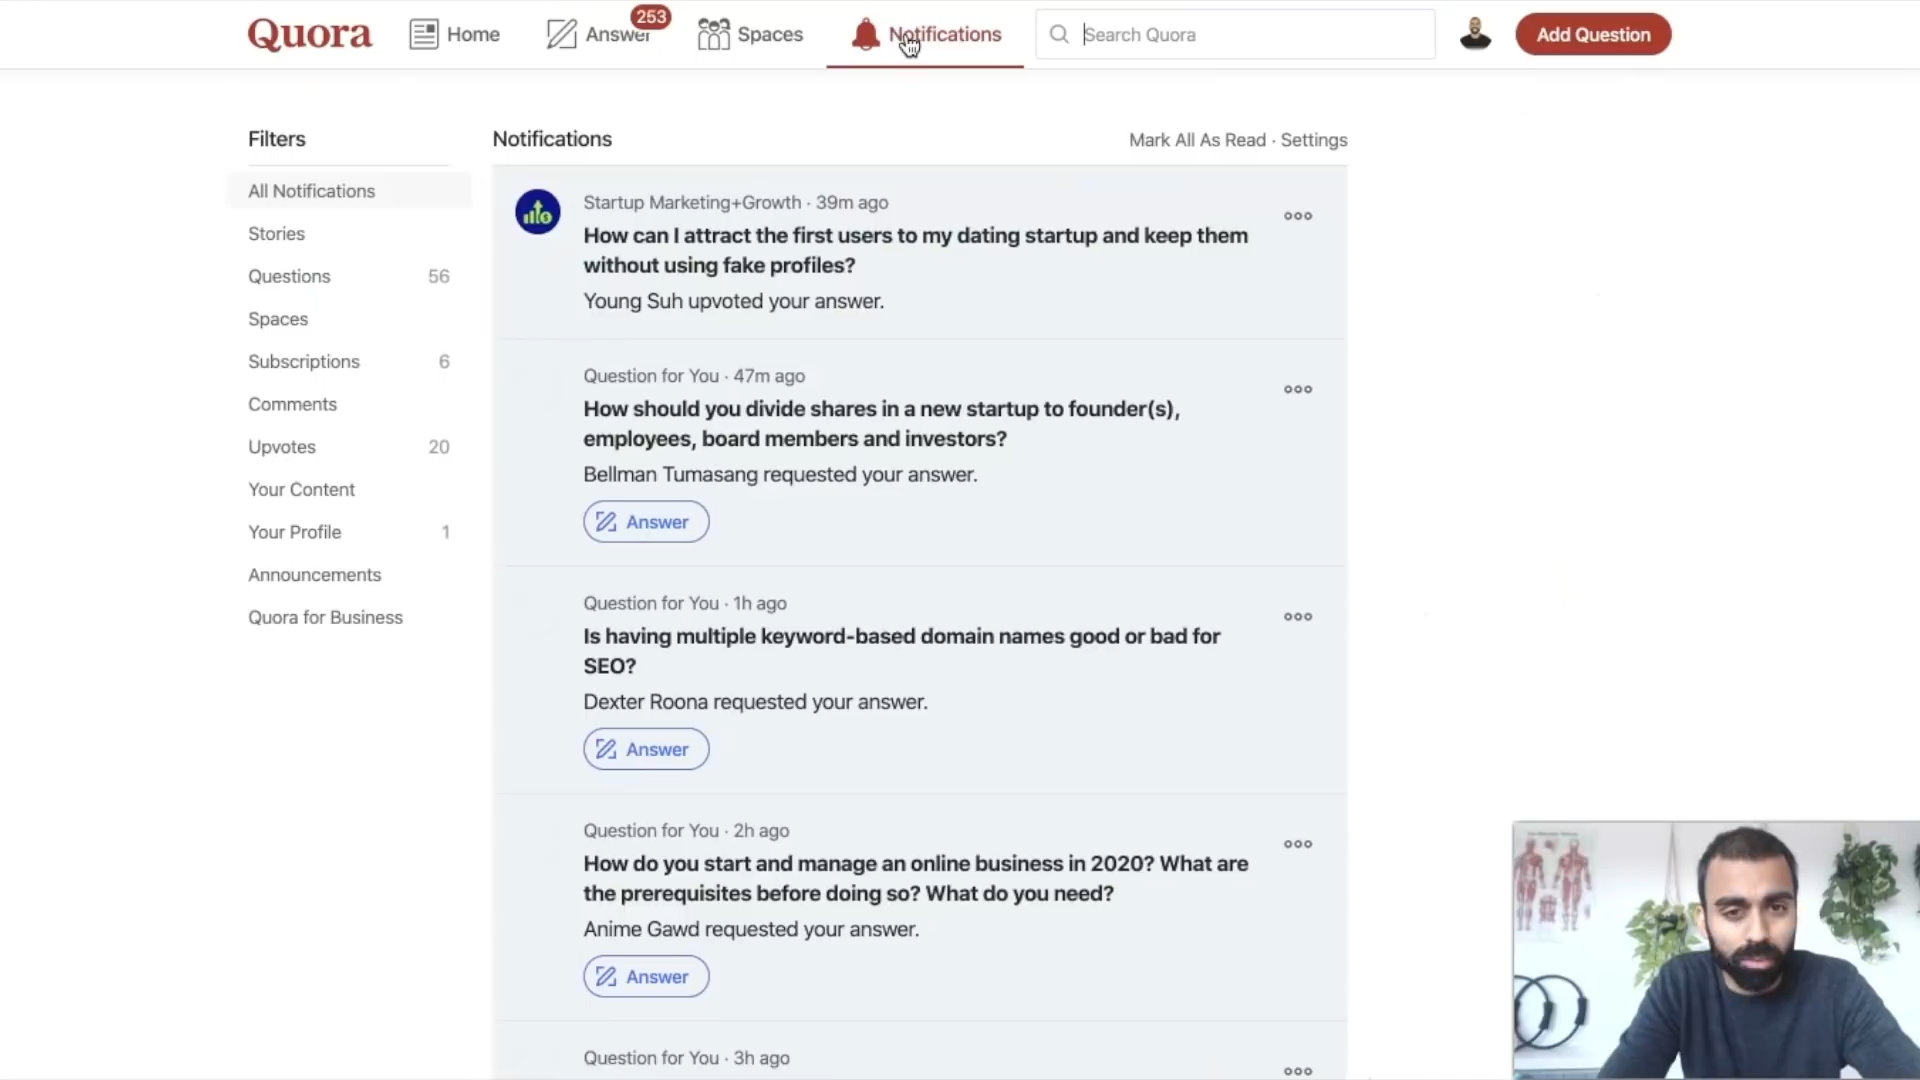 Quora
Home
Answer
253
Spaces
Notifications
Search Quora
Add Question
Filters
All Notifications
Stories
Questions 56
Spaces
Subscriptions 6
Comments
Upvotes 20
Your Content
Your Profile 1
Announcements
Quora for Business
Notifications
Mark All As Read · Settings
Startup Marketing+Growth · 39m ago
How can I attract the first users to my dating startup and keep them
without using fake profiles?
Young Suh upvoted your answer.
Question for You · 47m ago
How should you divide shares in a new startup to founder(s),
employees, board members and investors?
Bellman Tumasang requested your answer.
Answer
Question for You · 1h ago
Is having multiple keyword-based domain names good or bad for
SEO?
Dexter Roona requested your answer.
Answer
Question for You · 2h ago
How do you start and manage an online business in 2020? What are
the prerequisites before doing so? What do you need?
Anime Gawd requested your answer.
Answer
Question for You · 3h ago